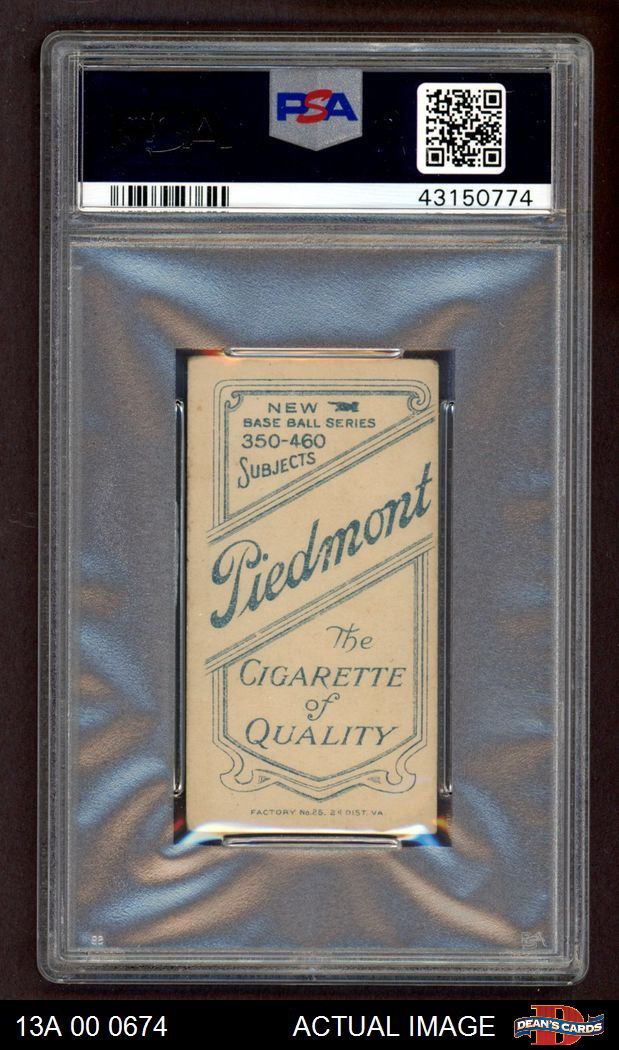 PSA
43150774
NEW
BASE BALL SERIES
350-460
SUBJECTS
Piedmont
The
CIGARETTE
of
QUALITY
FACTORY No. 25, 2d DIST. VA.
PSA
13A 00 0674 ACTUAL IMAGE DEAN'S CARDS